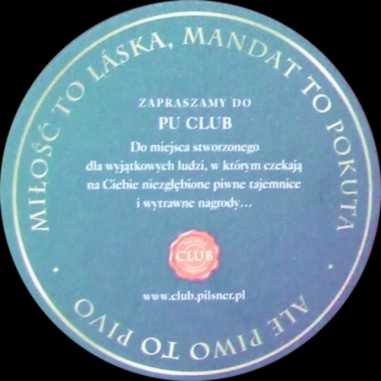 MIŁOŚĆ TO LÁSKA, MANDAT TO POKUTA
ZAPRASZAMY DO
PU CLUB
Do miejsca stworzonego
dla wyjątkowych ludzi, w którym czekają
na Ciebie niezgłębione piwne tajemnice
i wytrawne nagrody...
CLUB
www.club.pilsner.pl
• ALE PIWO TO PIVO •